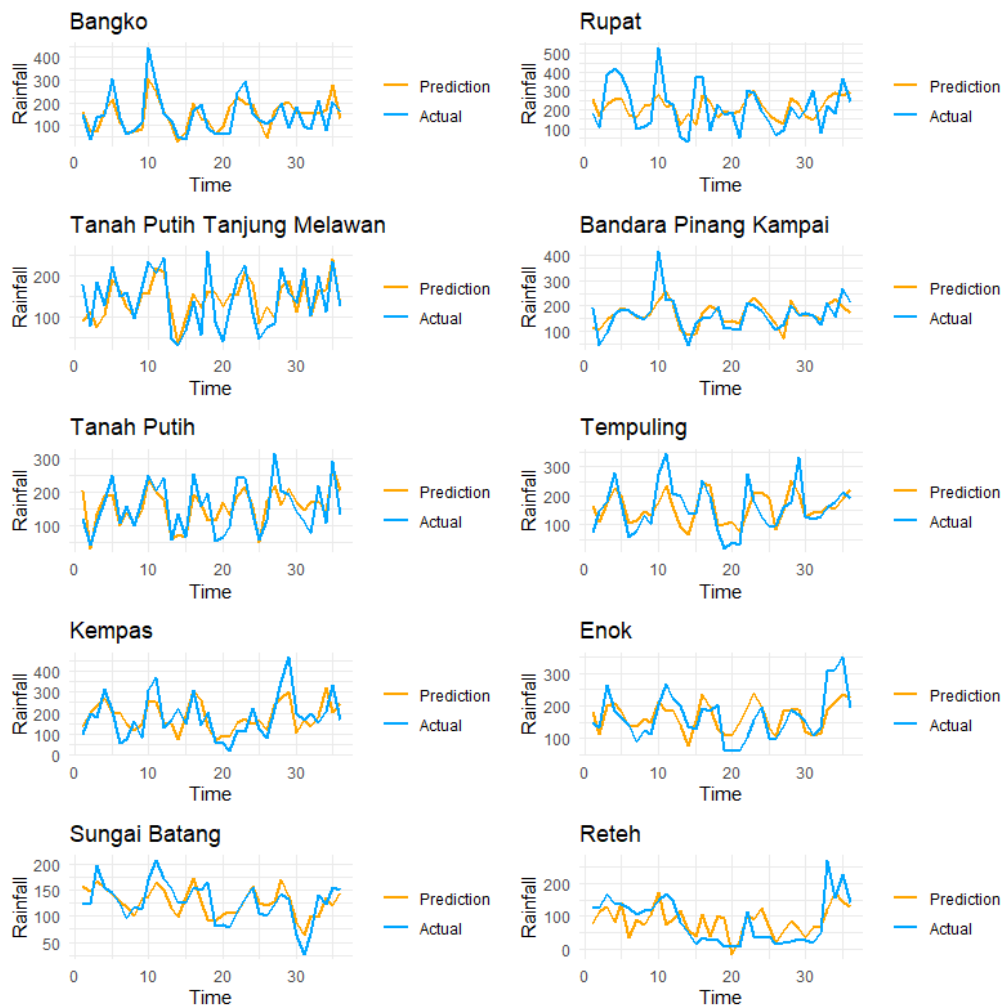 Bangko
Rainfall
400
300
200
100
0
10
20
30
Time
Prediction
Actual
Rupat
Rainfall
500
400
300
200
100
0
10
20
30
Time
Prediction
Actual
Tanah Putih Tanjung Melawan
Rainfall
200
100
0
10
20
30
Time
Prediction
Actual
Bandara Pinang Kampai
Rainfall
400
300
200
100
0
10
20
30
Time
Prediction
Actual
Tanah Putih
Rainfall
300
200
100
0
10
20
30
Time
Prediction
Actual
Tempuling
Rainfall
300
200
100
0
10
20
30
Time
Prediction
Actual
Kempas
Rainfall
400
300
200
100
0
0
10
20
30
Time
Prediction
Actual
Enok
Rainfall
300
200
100
0
10
20
30
Time
Prediction
Actual
Sungai Batang
Rainfall
200
150
100
50
0
10
20
30
Time
Prediction
Actual
Reteh
Rainfall
200
100
0
0
10
20
30
Time
Prediction
Actual